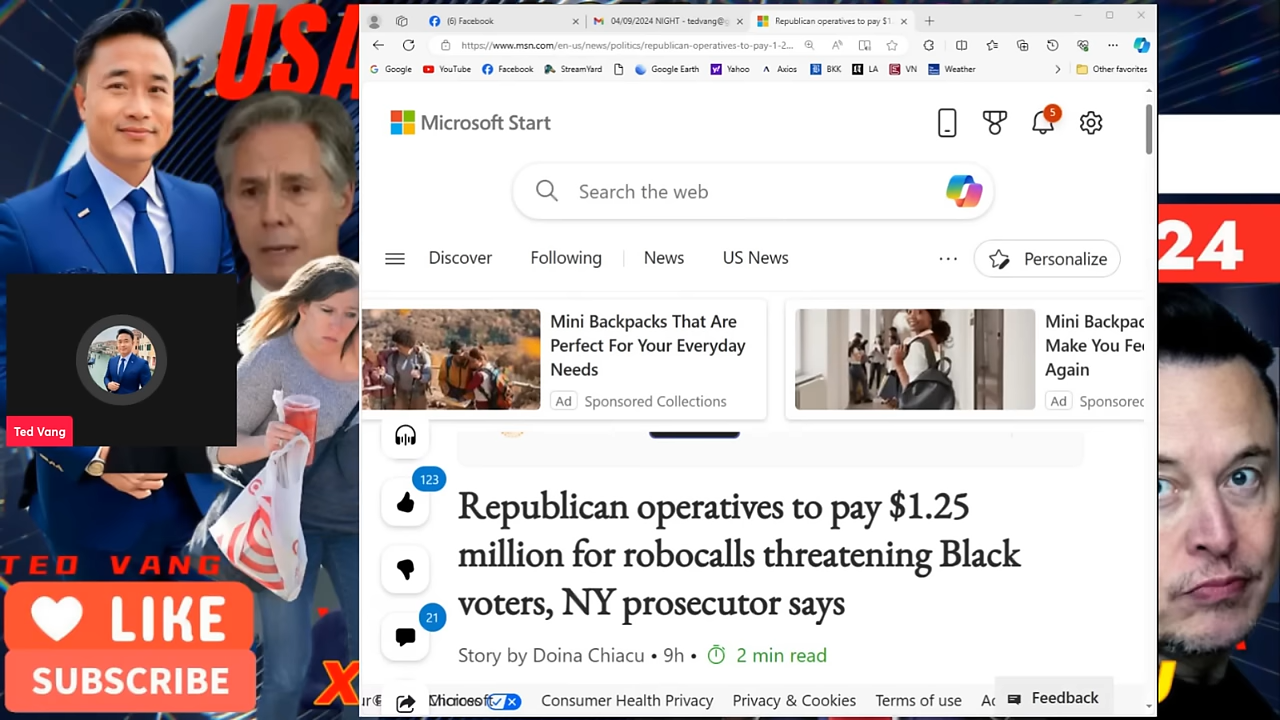 USA
(6) Facebook
04/09/2024 NIGHT - tedvang@g
Republican operatives to pay $1.
https://www.msn.com/en-us/news/politics/republican-operatives-to-pay-1-2...
Google
YouTube
Facebook
StreamYard
Google Earth
Yahoo
Axios
BKK
LA
VN
Weather
Other favorites
Microsoft Start
5
Search the web
Discover
Following
News
US News
Personalize
Mini Backpacks That Are
Perfect For Your Everyday
Needs
Ad Sponsored Collections
Mini Backpac
Make You Fee
Again
Ad Sponsored
24
Ted Vang
123
Republican operatives to pay $1.25
million for robocalls threatening Black
voters, NY prosecutor says
21
Story by Doina Chiacu • 9h • 2 min read
TED VANG
LIKE
SUBSCRIBE
X
Consumer Health Privacy
Privacy & Cookies
Terms of use
Feedback